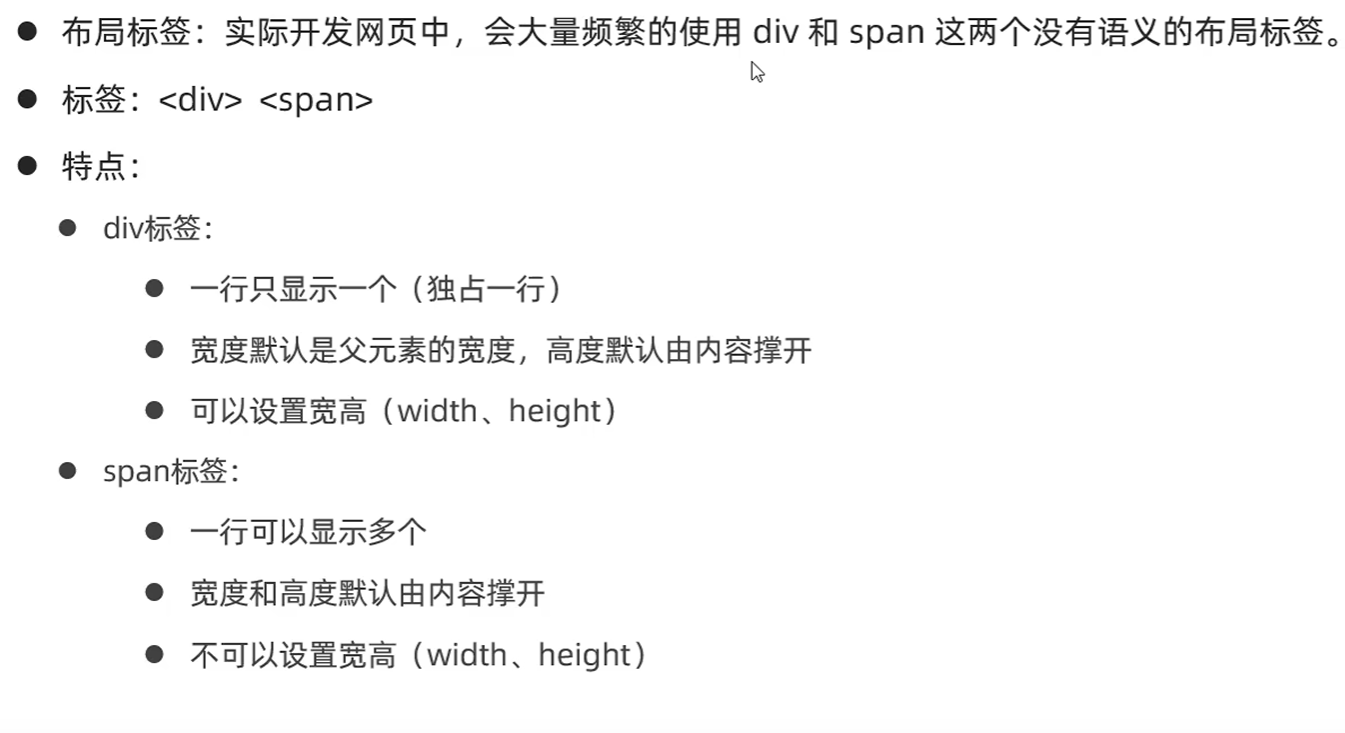 布局标签：实际开发网页中，会大量频繁的使用 div 和 span 这两个没有语义的布局标签。
标签：<div> <span>
特点：
div标签：
一行只显示一个（独占一行）
宽度默认是父元素的宽度，高度默认由内容撑开
可以设置宽高（width、height）
span标签：
一行可以显示多个
宽度和高度默认由内容撑开
不可以设置宽高（width、height）